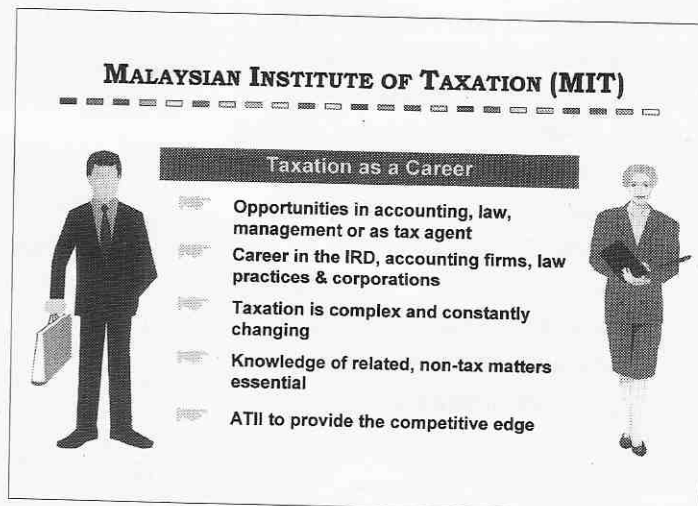 MALAYSIAN INSTITUTE OF TAXATION (MIT)
Taxation as a Career
Opportunities in accounting, law,
management or as tax agent
Career in the IRD, accounting firms, law
practices & corporations
Taxation is complex and constantly
changing
Knowledge of related, non-tax matters
essential
ATII to provide the competitive edge